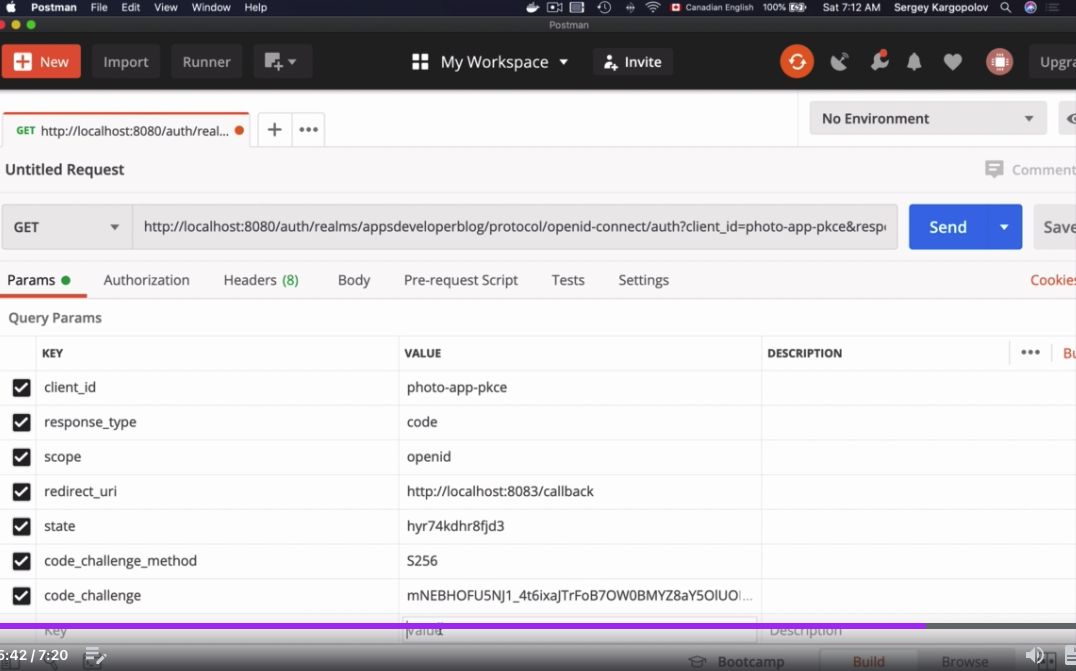 Postman File Edit View Window Help Canadian English 100% Sat 7:12 AM Sergey Kargopolov
Postman
New Import Runner My Workspace Invite Upgra
GET http://localhost:8080/auth/real... No Environment
Untitled Request Comment
GET http://localhost:8080/auth/realms/appsdeveloperblog/protocol/openid-connect/auth?client_id=photo-app-pkce&resp Send Save
Params Authorization Headers (8) Body Pre-request Script Tests Settings Cookies
Query Params
KEY VALUE DESCRIPTION Bu
client_id photo-app-pkce
response_type code
scope openid
redirect_uri http://localhost:8083/callback
state hyr74kdhr8fjd3
code_challenge_method S256
code_challenge mNEBHOFU5NJ1_4t6ixaJTrFoB7OW0BMYZ8aY5OlUOI...
Key Value Description
5:42 / 7:20 Bootcamp Build Browse